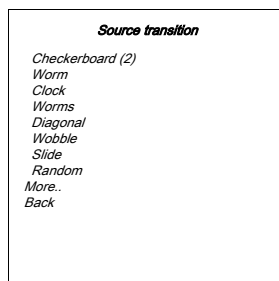 Source transition
Checkerboard (2)
Worm
Clock
Worms
Diagonal
Wobble
Slide
Random
More..
Back